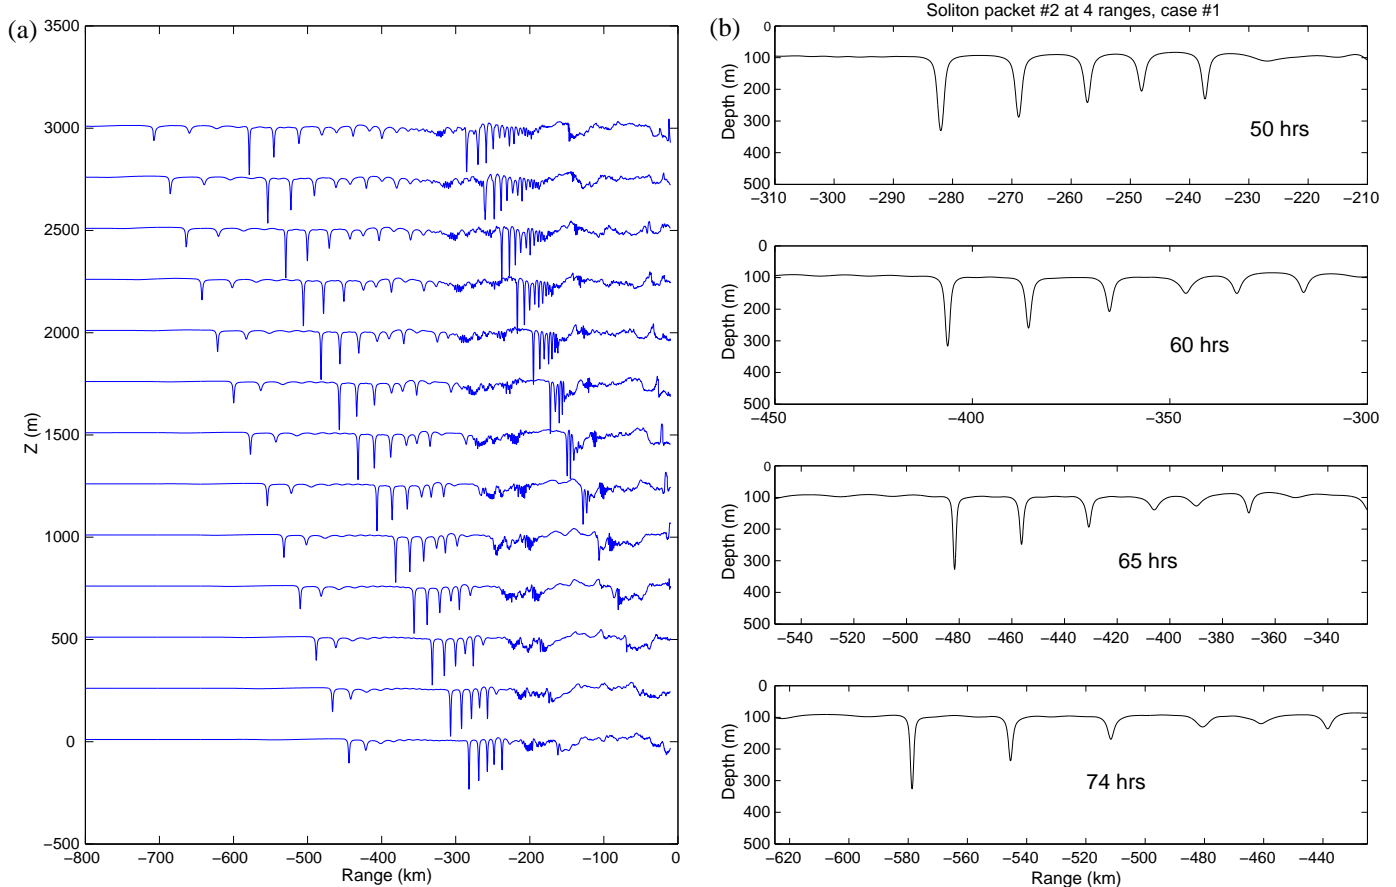 (a)
3500
3000
2500
2000
1500
1000
500
0
−500
Z (m)
−800 −700 −600 −500 −400 −300 −200 −100 0
Range (km)
(b)
Soliton packet #2 at 4 ranges, case #1
0
100
200
300
400
500
Depth (m)
50 hrs
−310 −300 −290 −280 −270 −260 −250 −240 −230 −220 −210
0
100
200
300
400
500
Depth (m)
60 hrs
−450 −400 −350 −300
0
100
200
300
400
500
Depth (m)
65 hrs
−540 −520 −500 −480 −460 −440 −420 −400 −380 −360 −340
0
100
200
300
400
500
Depth (m)
74 hrs
−620 −600 −580 −560 −540 −520 −500 −480 −460 −440
Range (km)